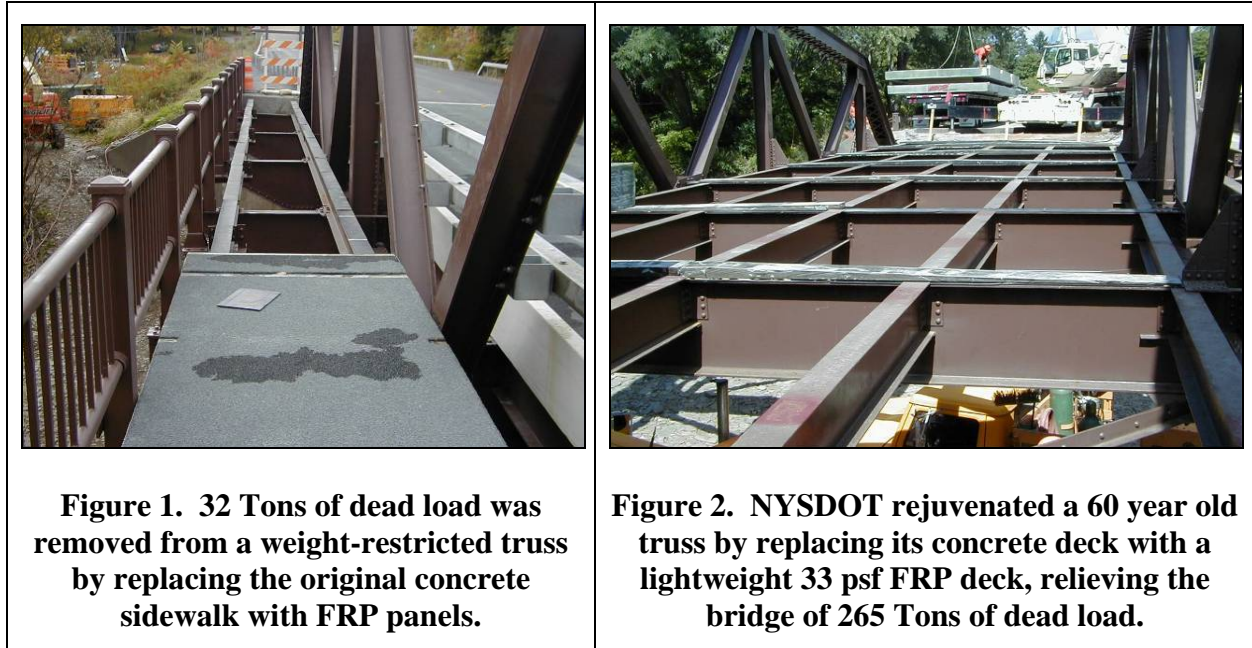 Figure 1.  32 Tons of dead load was
removed from a weight-restricted truss
by replacing the original concrete
sidewalk with FRP panels.
Figure 2.  NYSDOT rejuvenated a 60 year old
truss by replacing its concrete deck with a
lightweight 33 psf FRP deck, relieving the
bridge of 265 Tons of dead load.